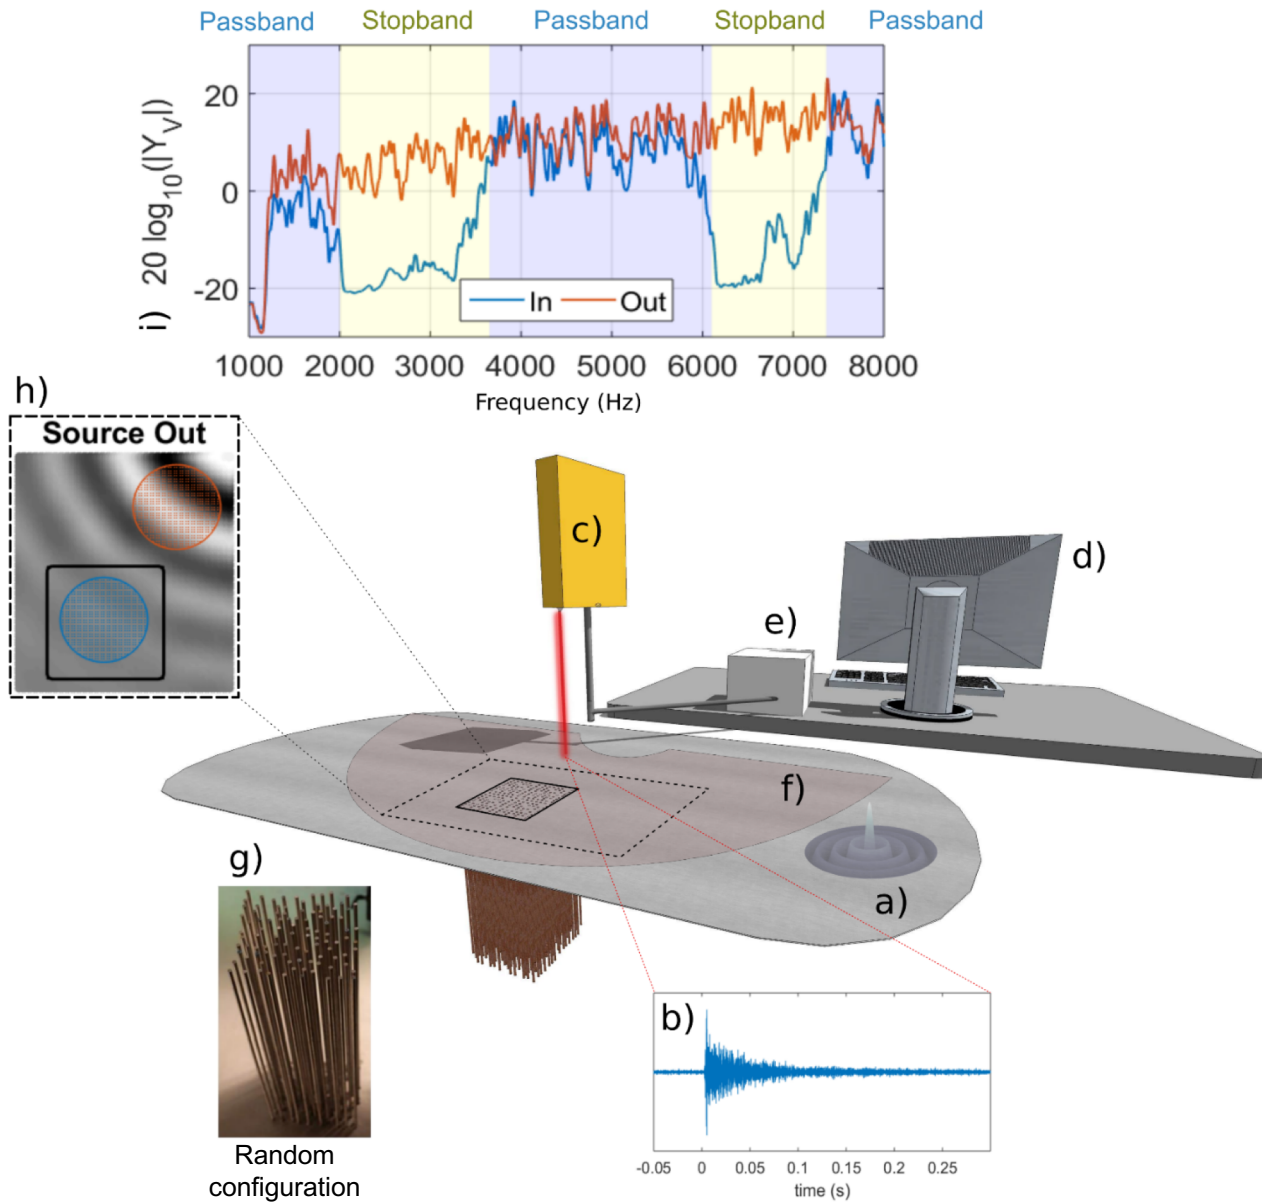 Passband Stopband Passband Stopband Passband
20
0
-20
i) 20 log10(|YV|)
In Out
1000 2000 3000 4000 5000 6000 7000 8000
Frequency (Hz)
h)
Source Out
c)
d)
e)
f)
a)
g)
b)
Random
configuration
-0.05 0 0.05 0.1 0.15 0.2 0.25
time (s)